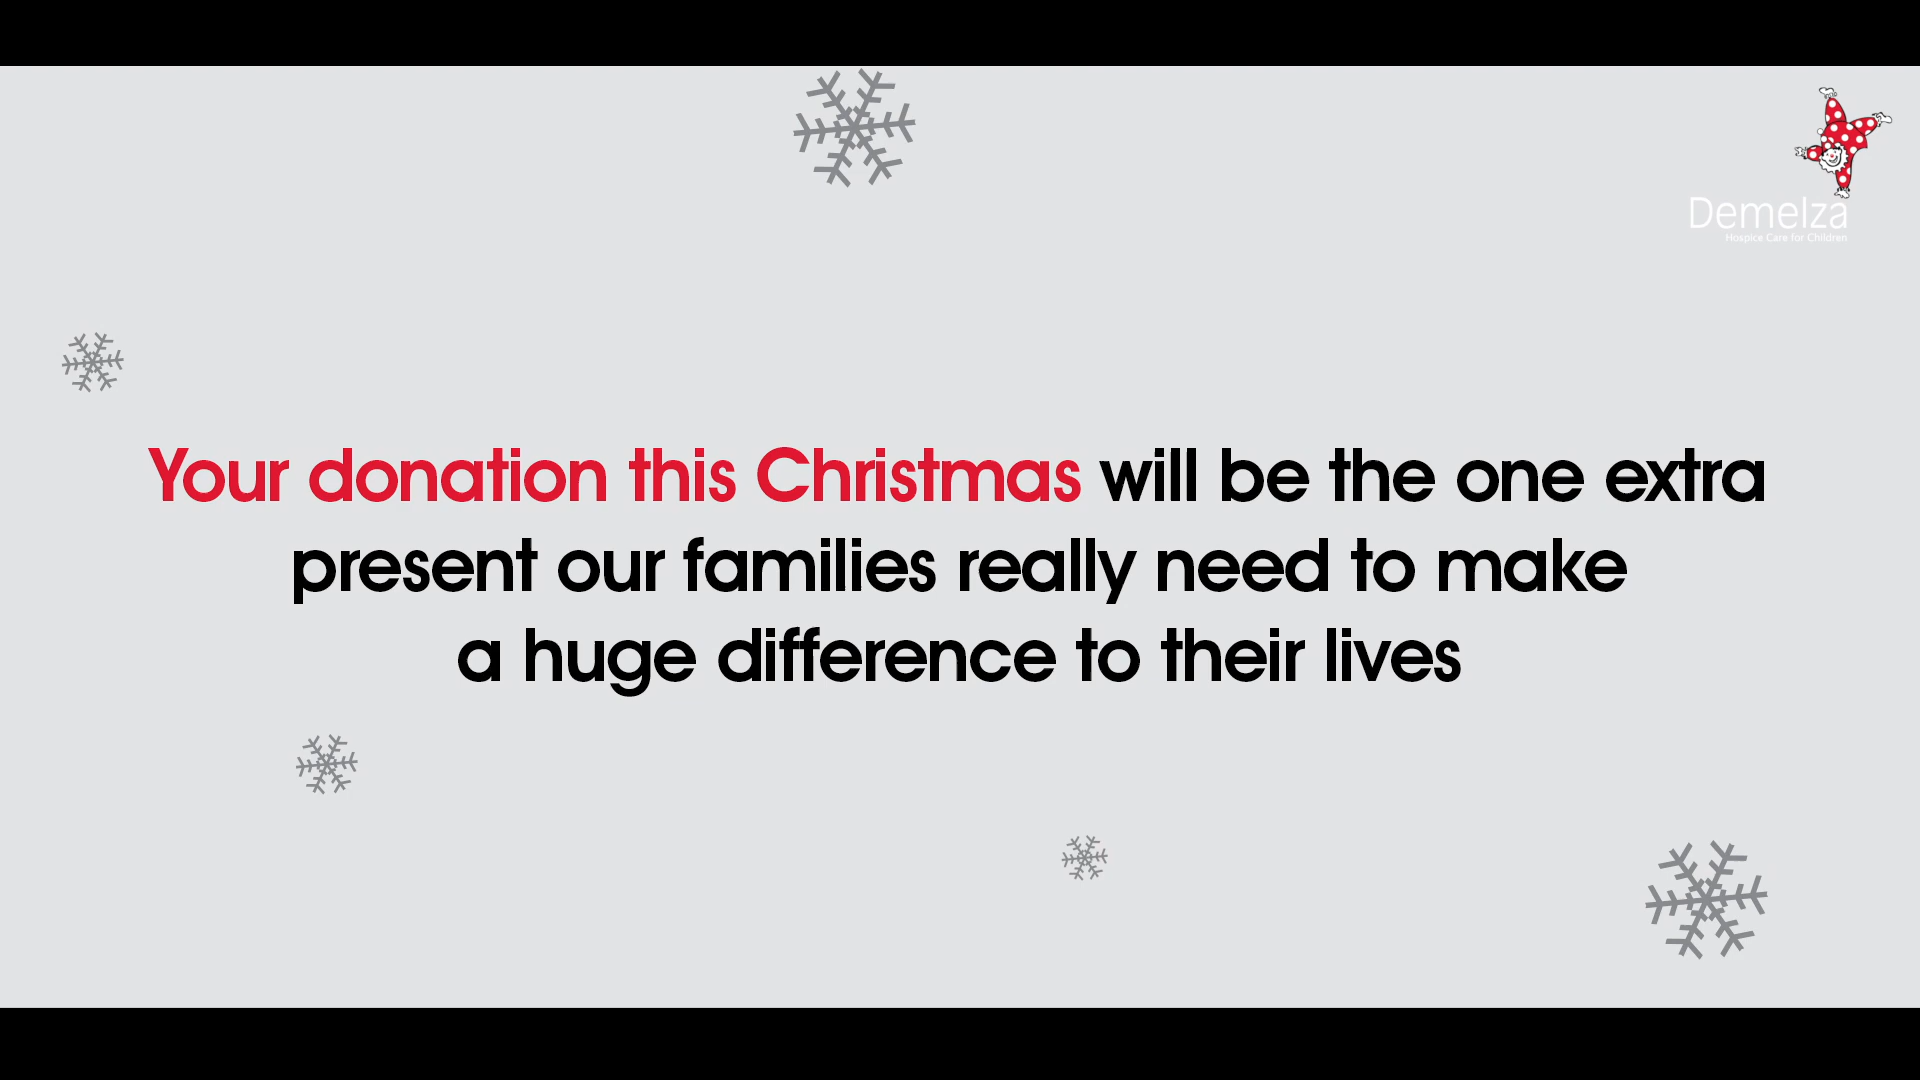 Demelza
Hospice Care for Children
Your donation this Christmas will be the one extra
present our families really need to make
a huge difference to their lives